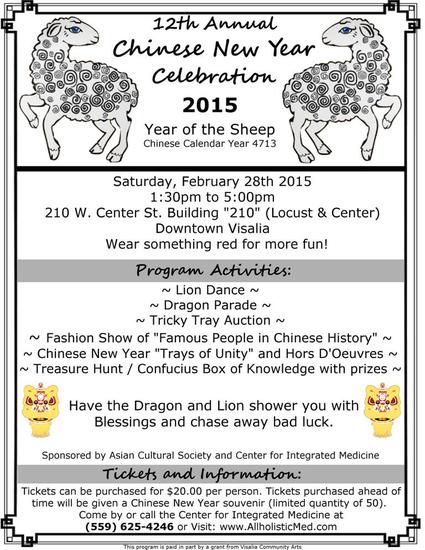 12th Annual
Chinese New Year
Celebration
2015
Year of the Sheep
Chinese Calendar Year 4713
Saturday, February 28th 2015
1:30pm to 5:00pm
210 W. Center St. Building "210" (Locust & Center)
Downtown Visalia
Wear something red for more fun!
Program Activities:
~ Lion Dance ~
~ Dragon Parade ~
~ Tricky Tray Auction ~
~ Fashion Show of "Famous People in Chinese History" ~
~ Chinese New Year "Trays of Unity" and Hors D'Oeuvres ~
~ Treasure Hunt / Confucius Box of Knowledge with prizes ~
Have the Dragon and Lion shower you with
Blessings and chase away bad luck.
Sponsored by Asian Cultural Society and Center for Integrated Medicine
Tickets and Information:
Tickets can be purchased for $20.00 per person. Tickets purchased ahead of
time will be given a Chinese New Year souvenir (limited quantity of 50).
Come by or call the Center for Integrated Medicine at
(559) 625-4246 or Visit: www.AllholisticMed.com
This program is paid in part by a grant from Visalia Community Arts.